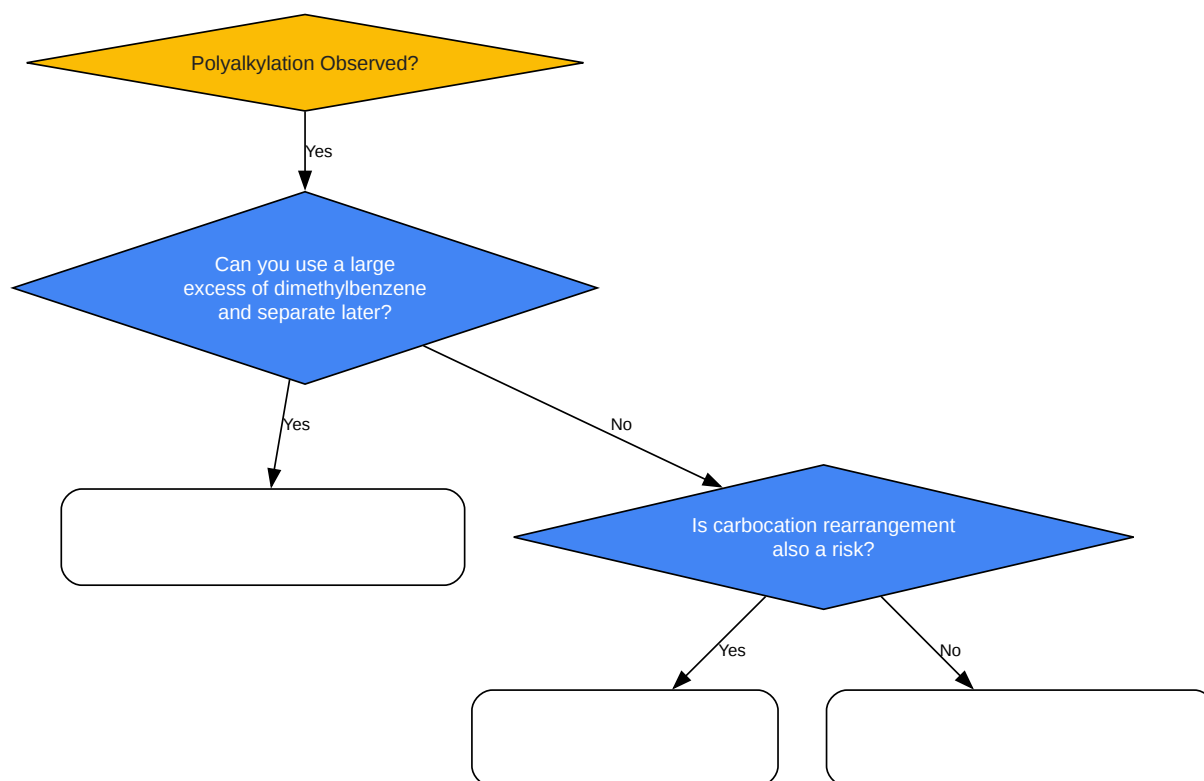 Polyalkylation Observed?
Yes
Can you use a large
excess of dimethylbenzene
and separate later?
Yes
No
Is carbocation rearrangement
also a risk?
Yes
No